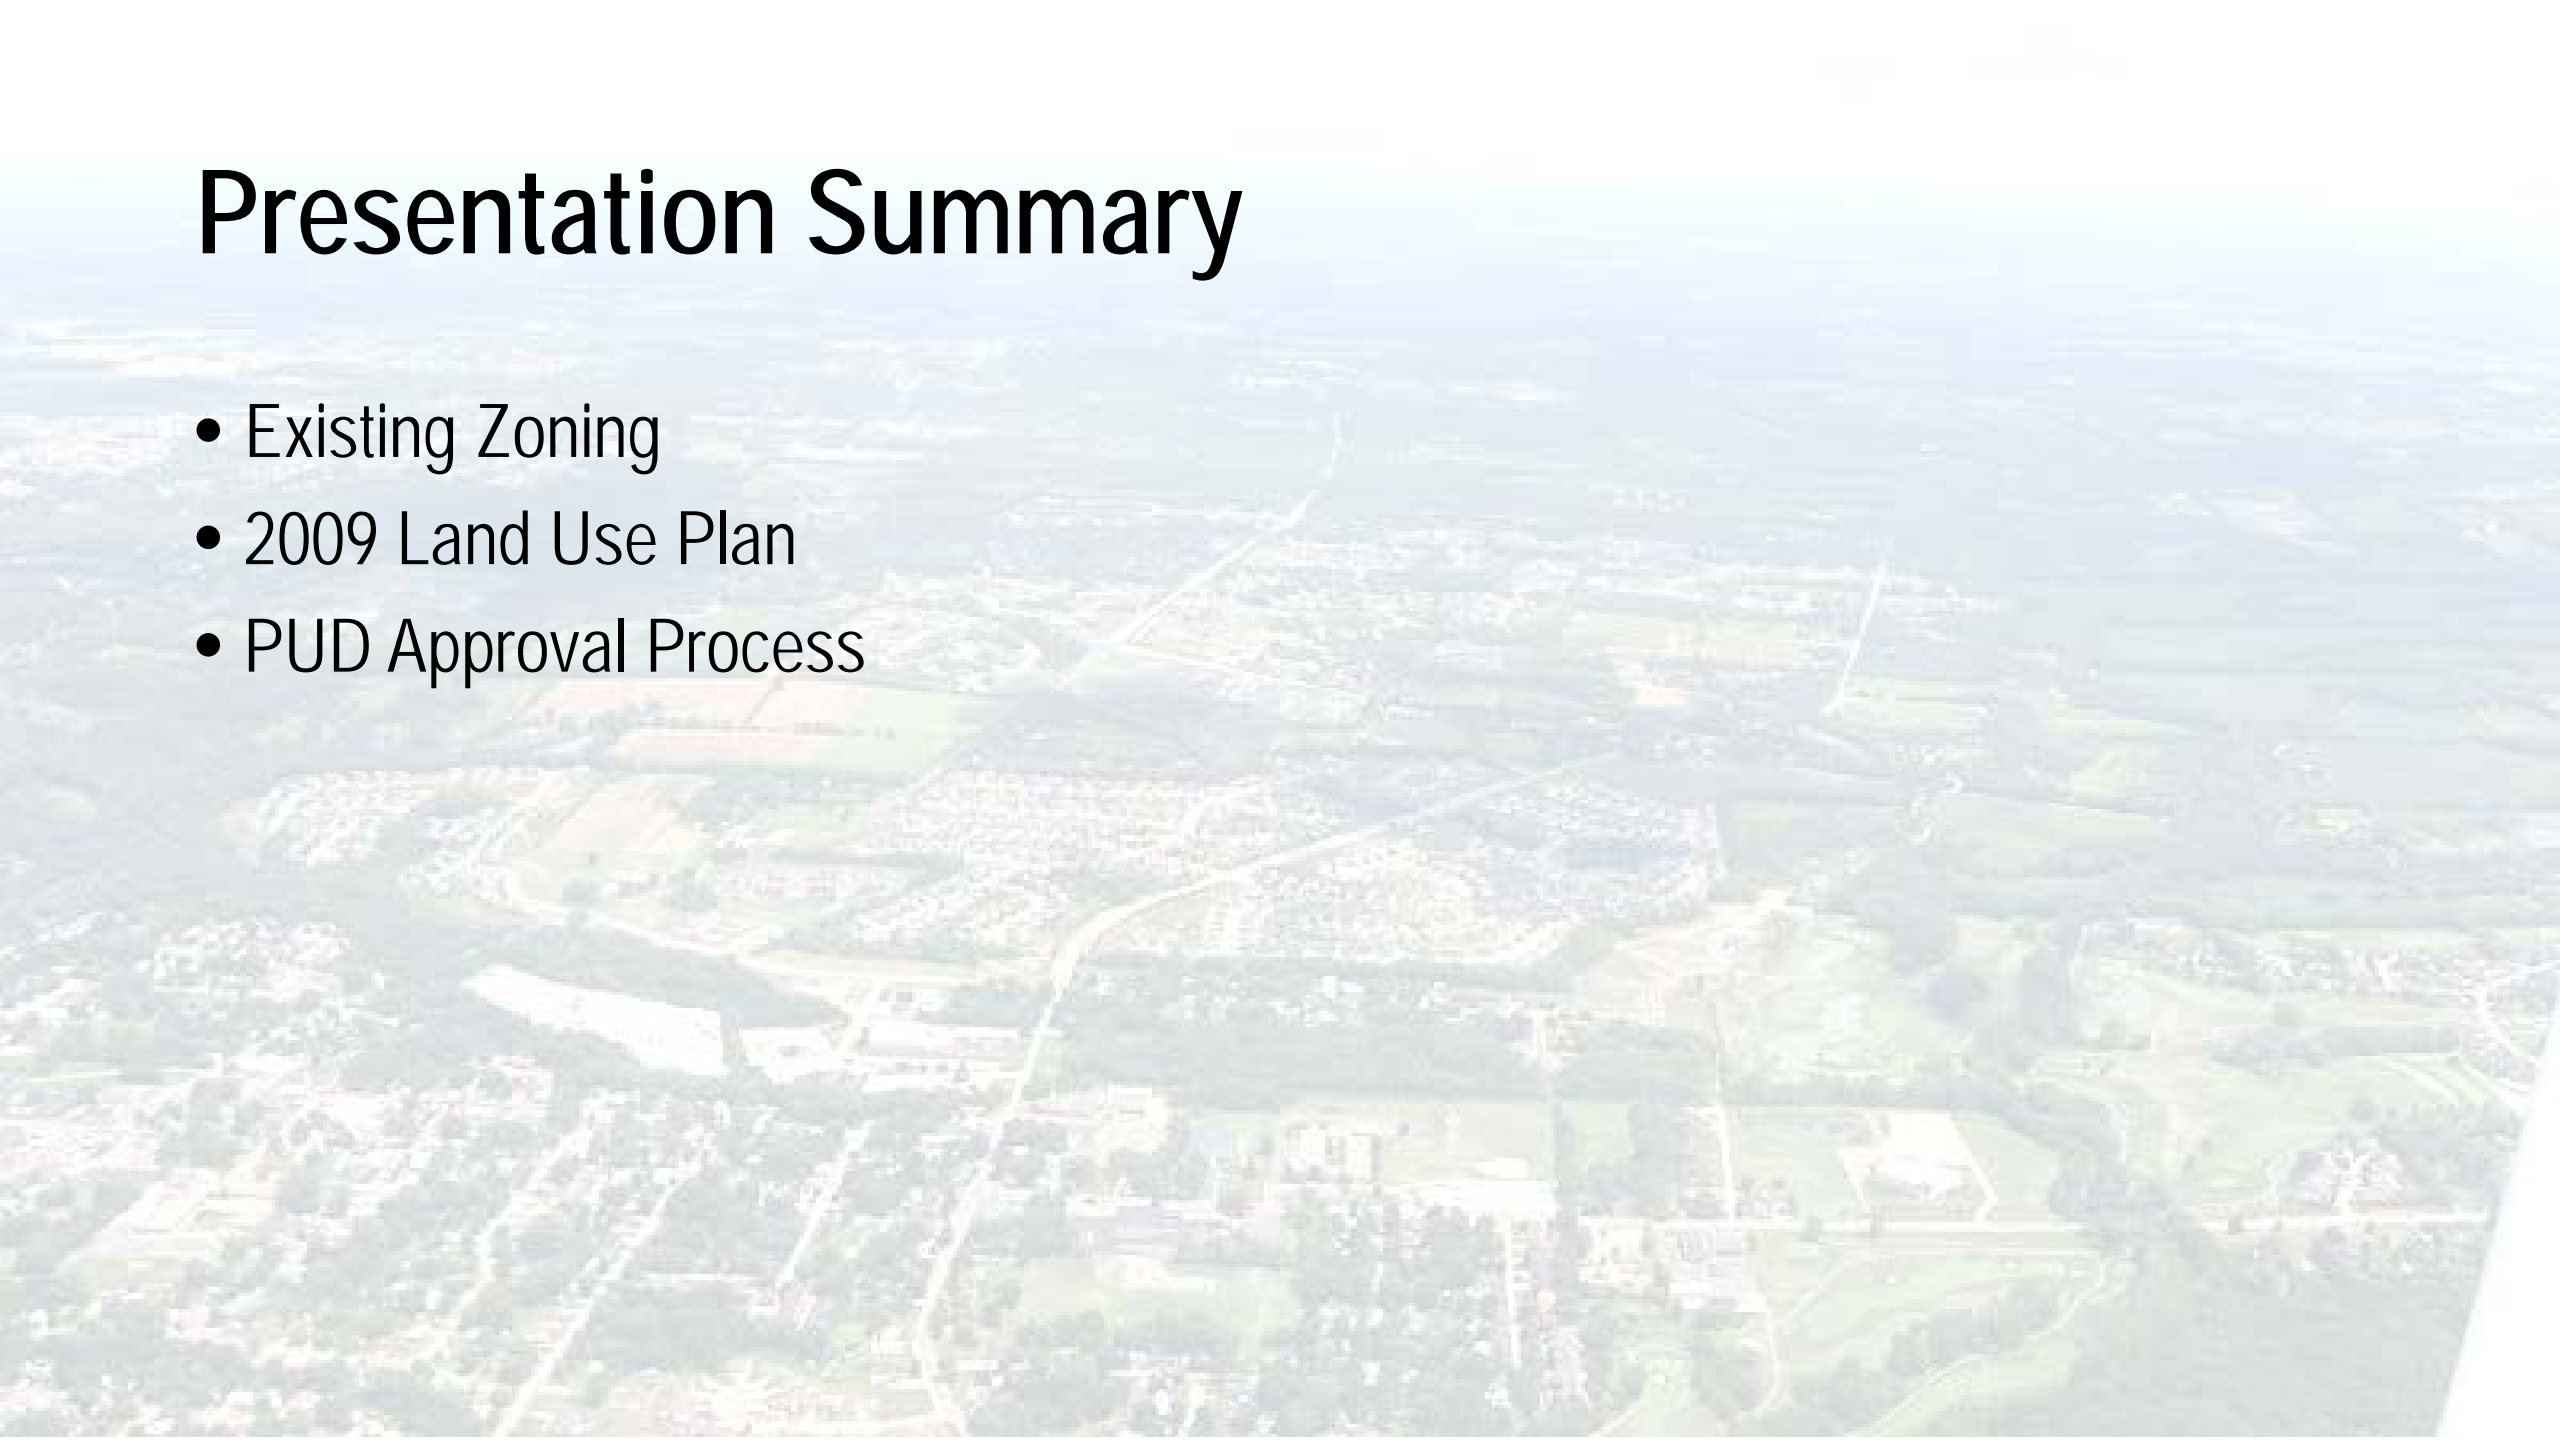 Presentation Summary
• Existing Zoning
• 2009 Land Use Plan
• PUD Approval Process